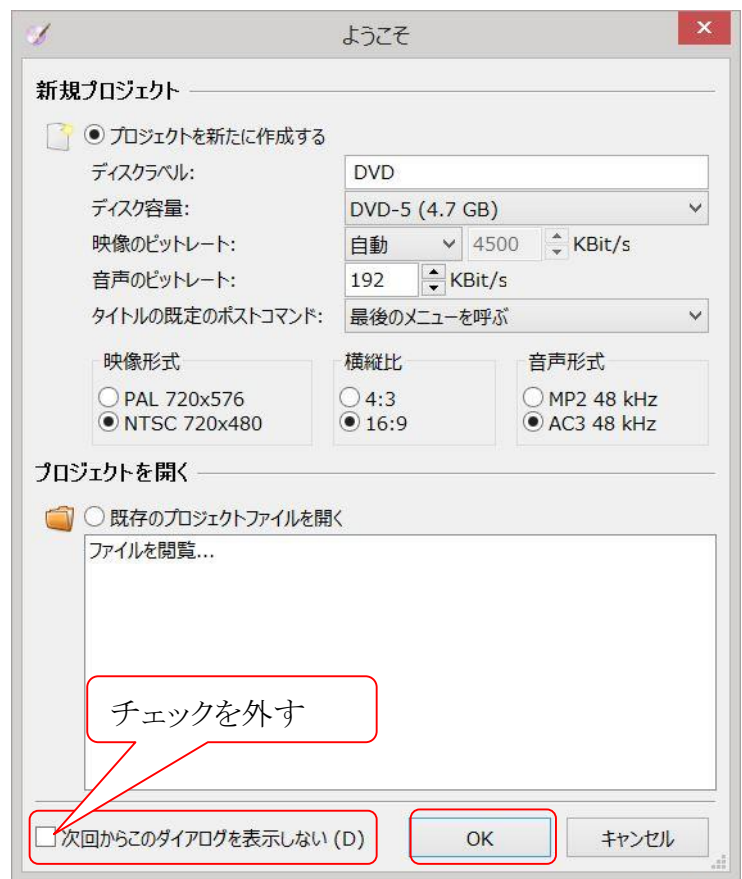 ようこそ
新規プロジェクト
プロジェクトを新たに作成する
ディスクラベル: DVD
ディスク容量: DVD-5 (4.7 GB)
映像のビットレート: 自動 4500 KBit/s
音声のビットレート: 192 KBit/s
タイトルの既定のポストコマンド: 最後のメニューを呼ぶ
映像形式 横縦比 音声形式
PAL 720x576 4:3 MP2 48 kHz
NTSC 720x480 16:9 AC3 48 kHz
プロジェクトを開く
既存のプロジェクトファイルを開く
ファイルを閲覧...
チェックを外す
次回からこのダイアログを表示しない (D) OK キャンセル